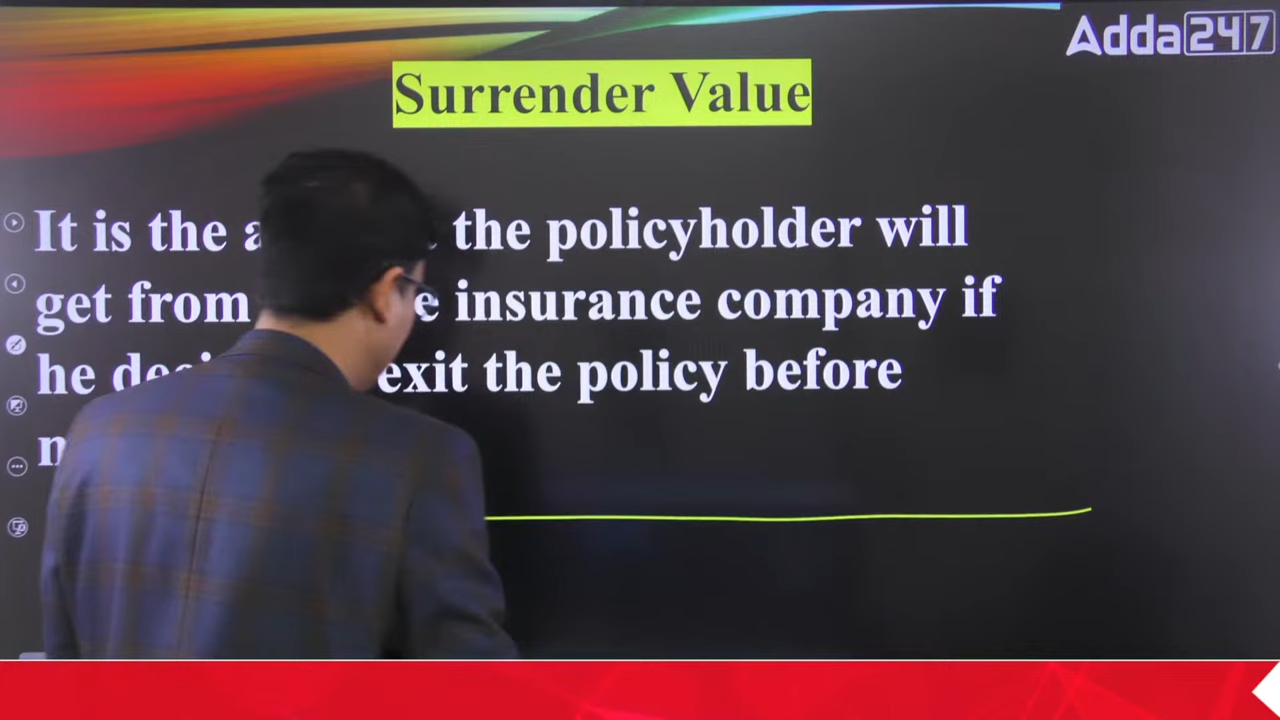 Adda247
Surrender Value
It is the the policyholder will
get from insurance company if
he exit the policy before